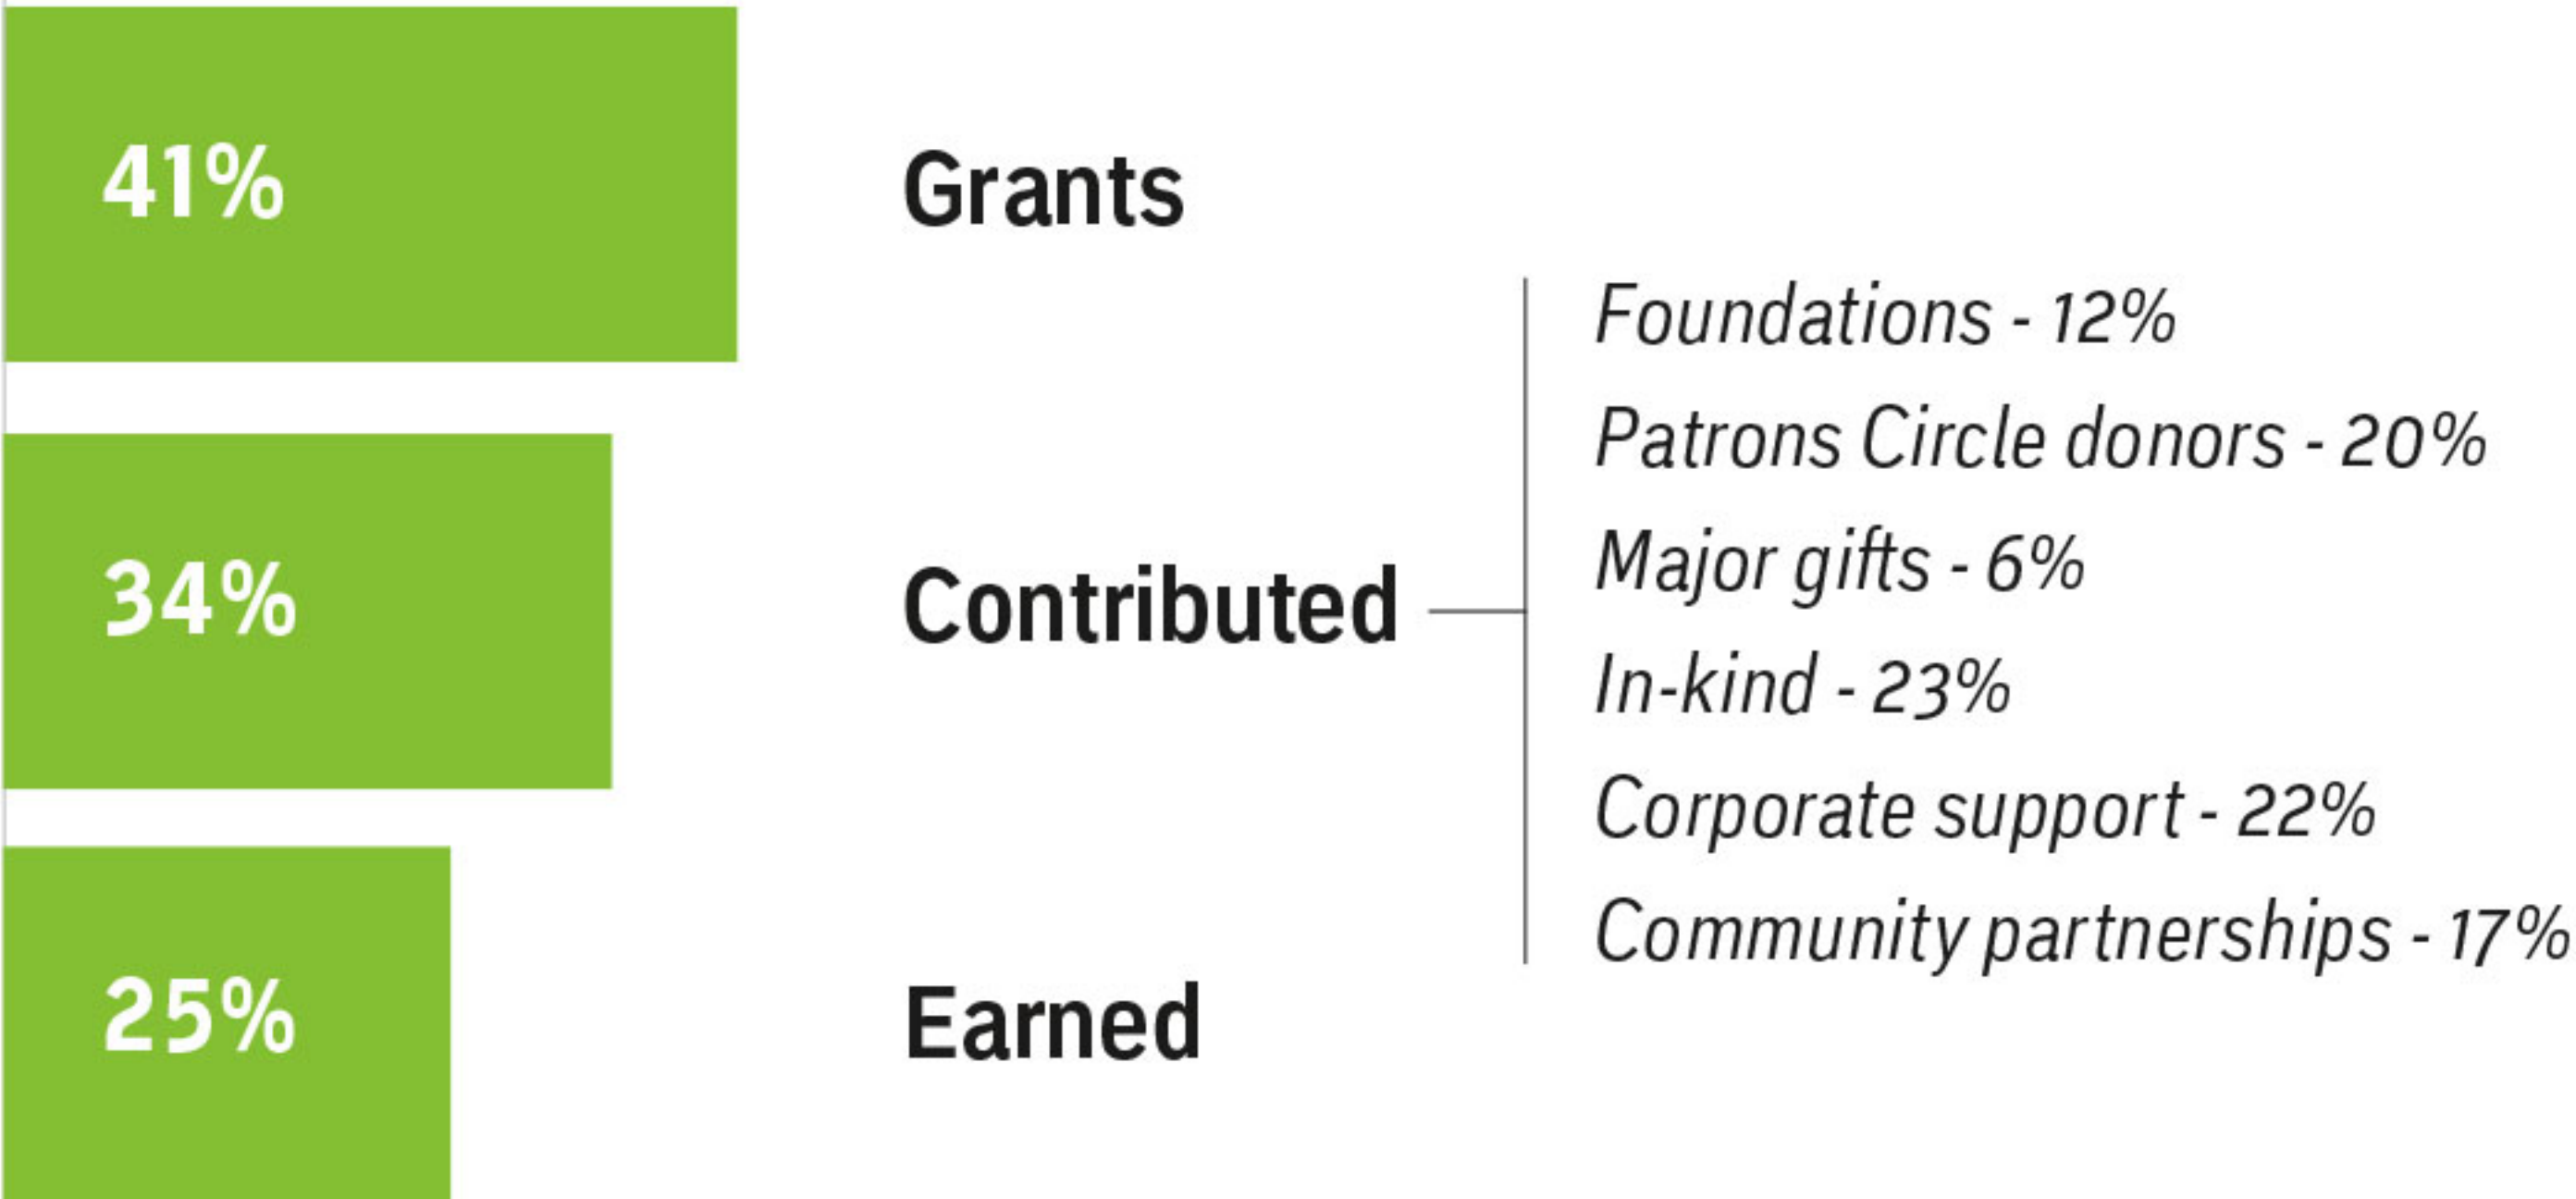 41%
Grants
34%
Contributed
Foundations - 12%
Patrons Circle donors - 20%
Major gifts - 6%
In-kind - 23%
Corporate support - 22%
Community partnerships - 17%
25%
Earned